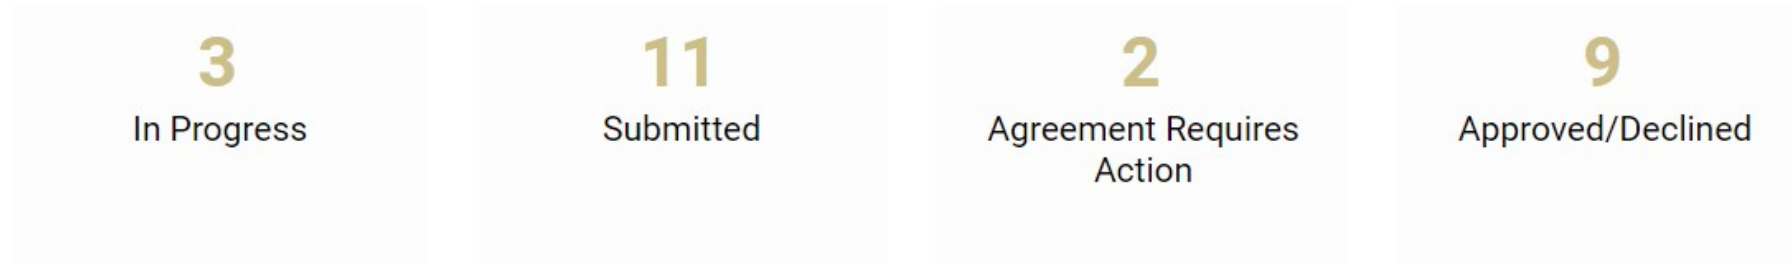 3
In Progress
11
Submitted
2
Agreement Requires
Action
9
Approved/Declined